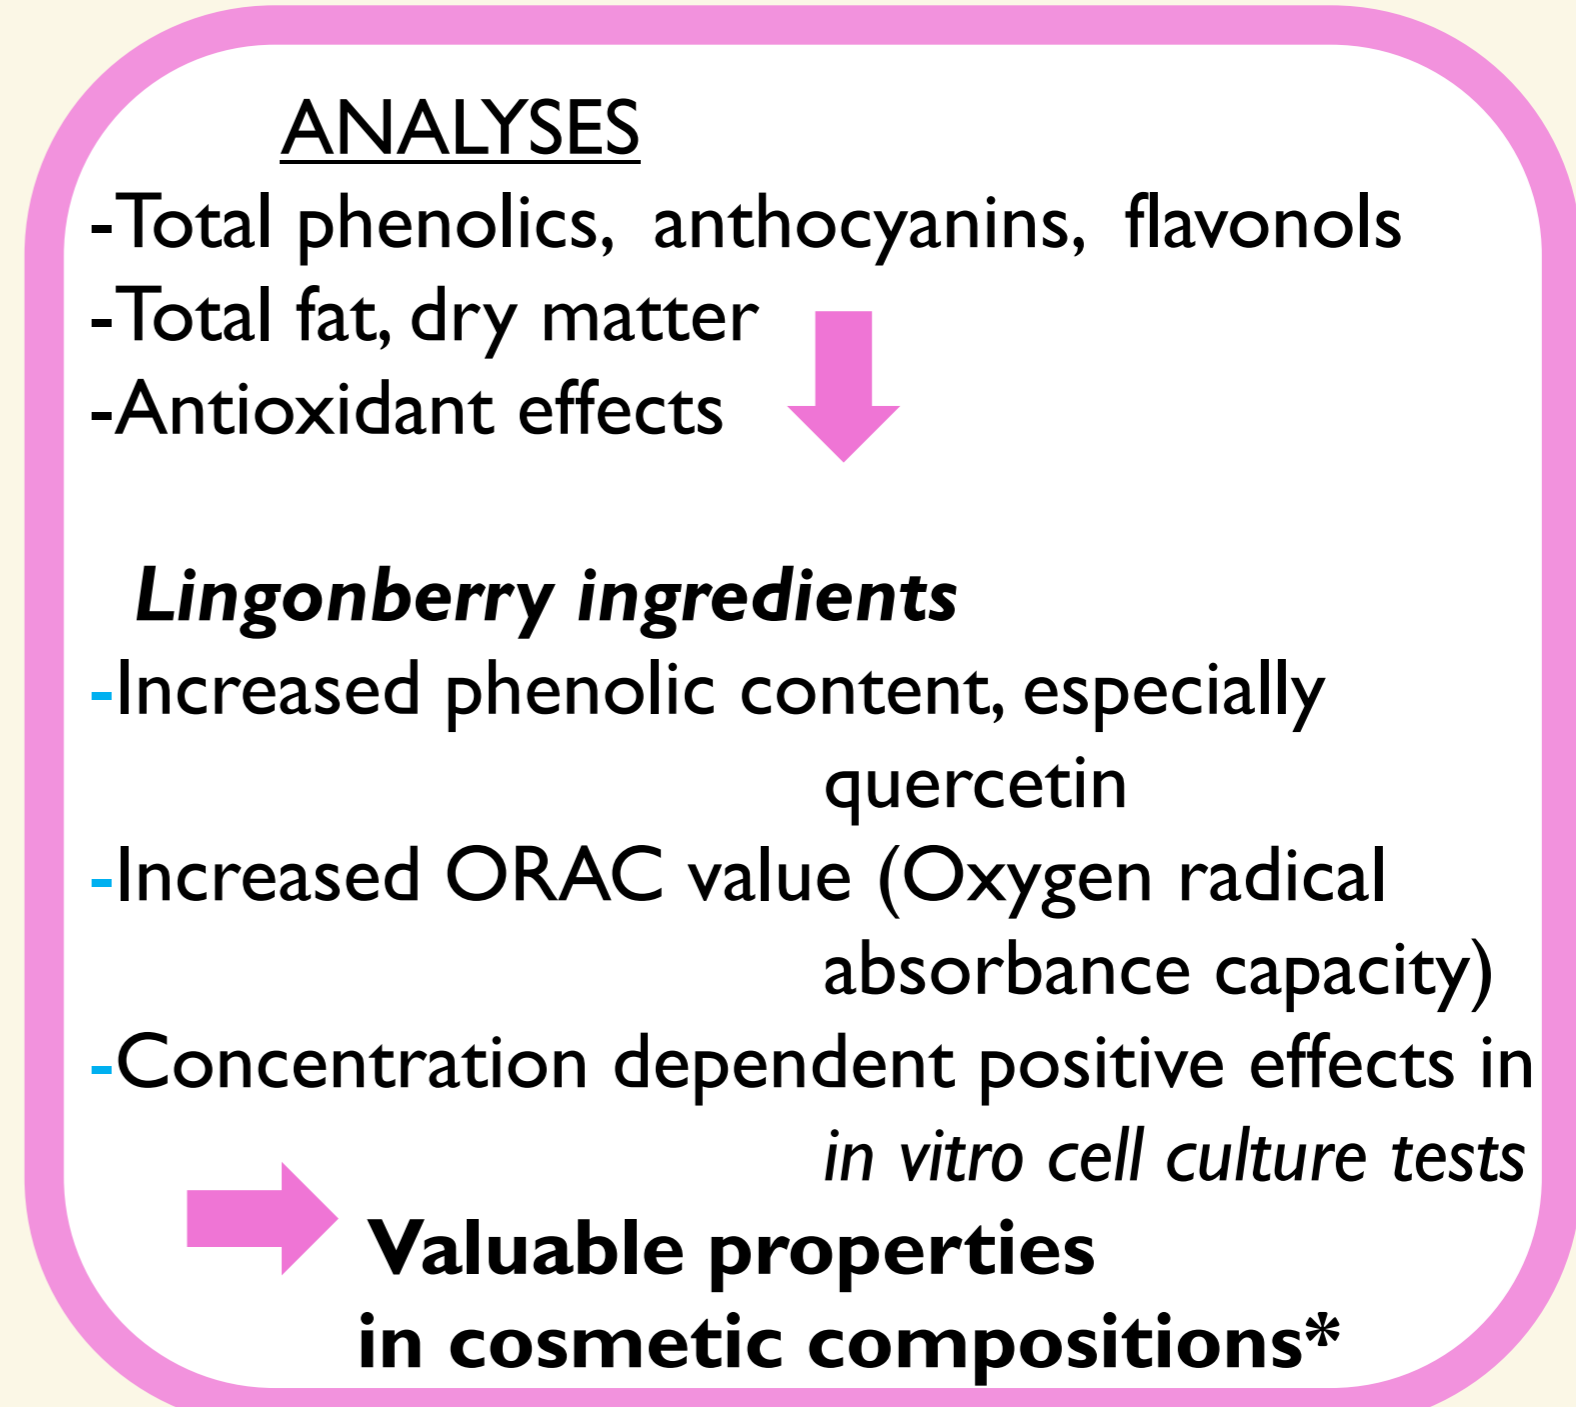 ANALYSES
-Total phenolics, anthocyanins, flavonols
-Total fat, dry matter
-Antioxidant effects
Lingonberry ingredients
-Increased phenolic content, especially
quercetin
-Increased ORAC value (Oxygen radical
absorbance capacity)
-Concentration dependent positive effects in
in vitro cell culture tests
Valuable properties
in cosmetic compositions*